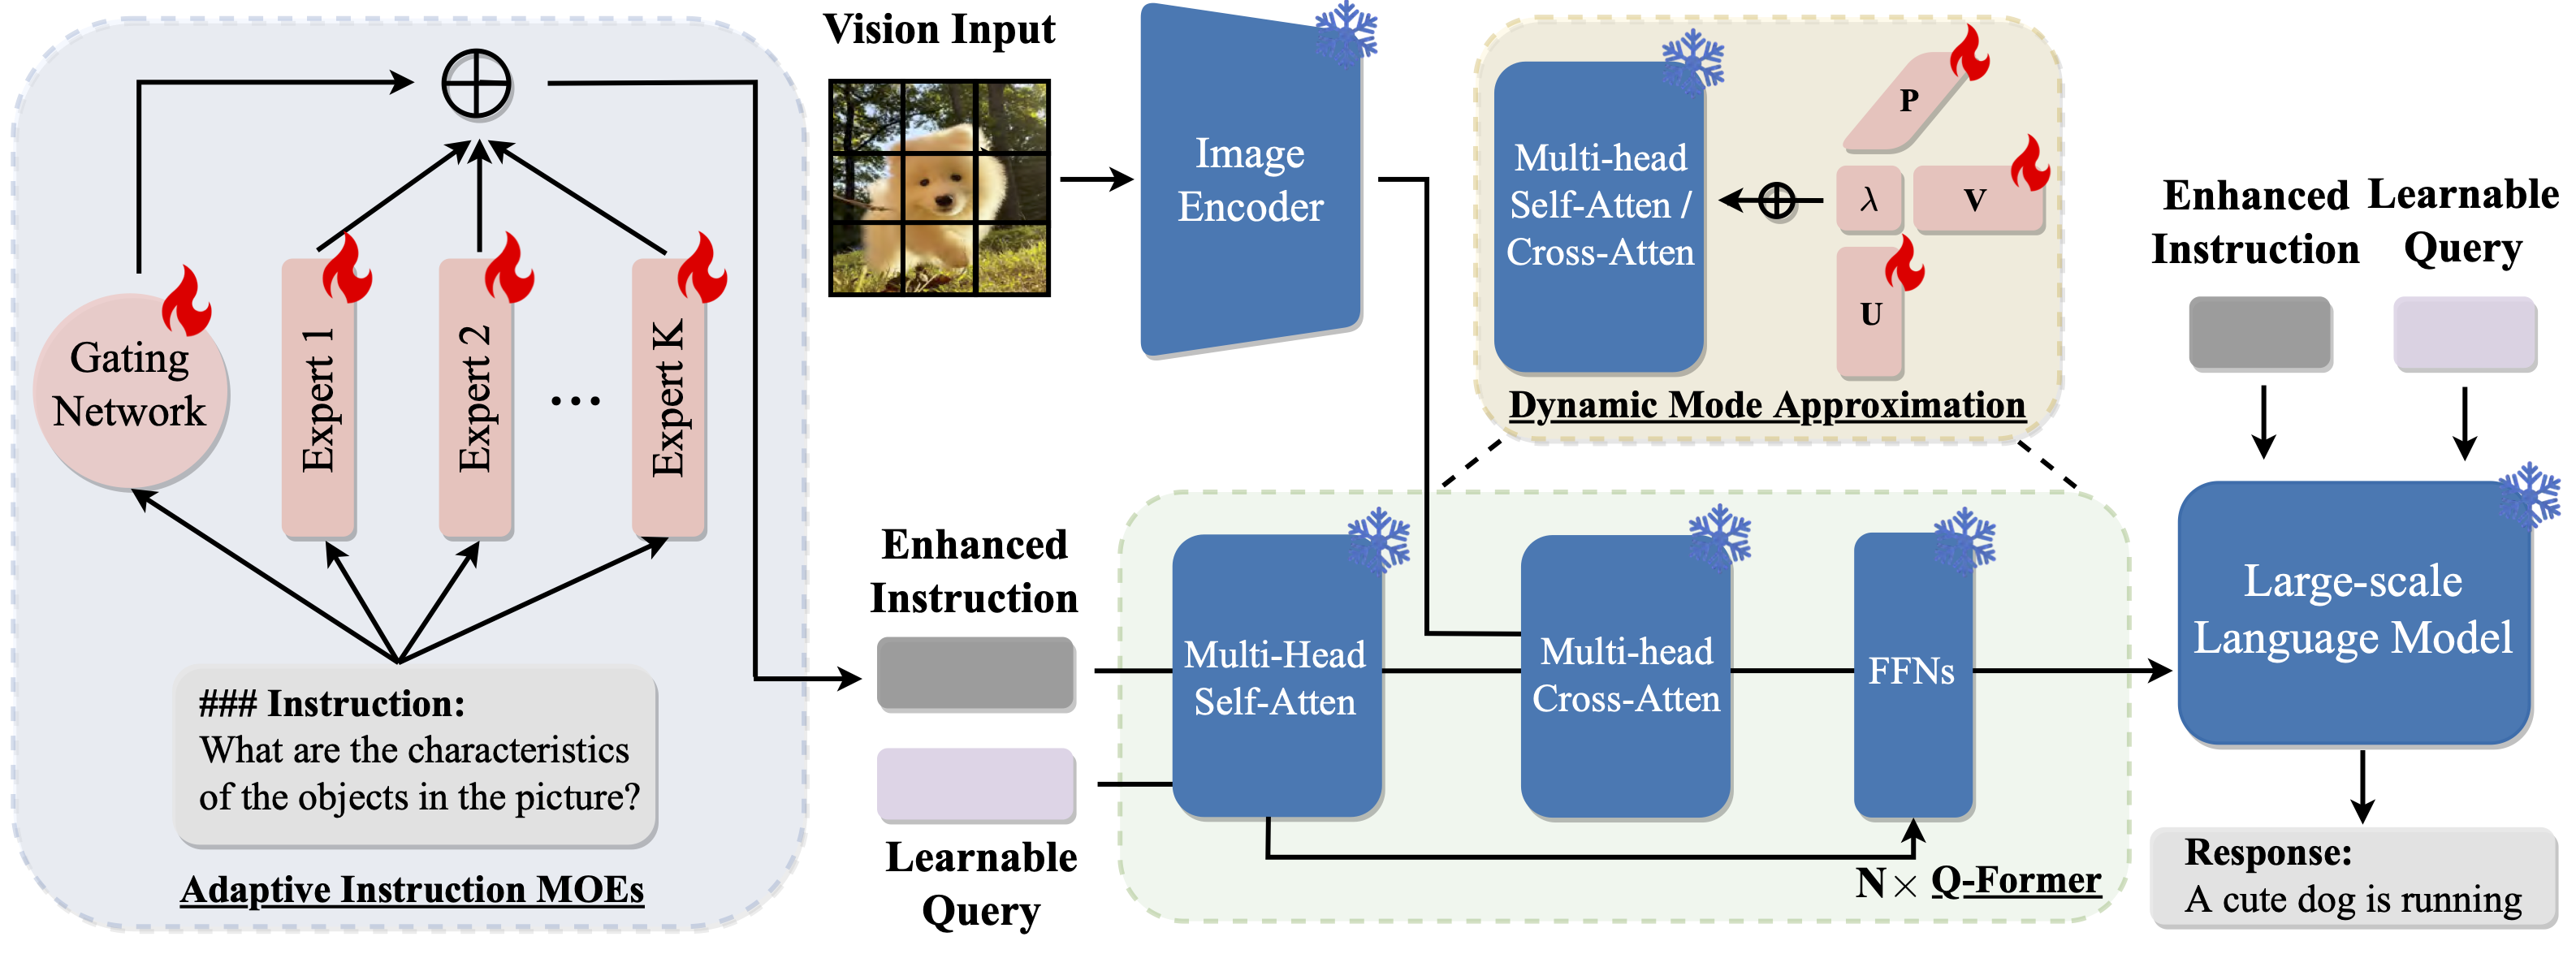 Gating
Network
Expert 1
Expert 2
...
Expert K
### Instruction:
What are the characteristics
of the objects in the picture?
Adaptive Instruction MOEs
Vision Input
Image
Encoder
Multi-head
Self-Atten /
Cross-Atten
P
λ
V
U
Dynamic Mode Approximation
Enhanced
Instruction
Learnable
Query
Multi-Head
Self-Atten
Multi-head
Cross-Atten
FFNs
N× Q-Former
Enhanced
Instruction
Learnable
Query
Large-scale
Language Model
Response:
A cute dog is running